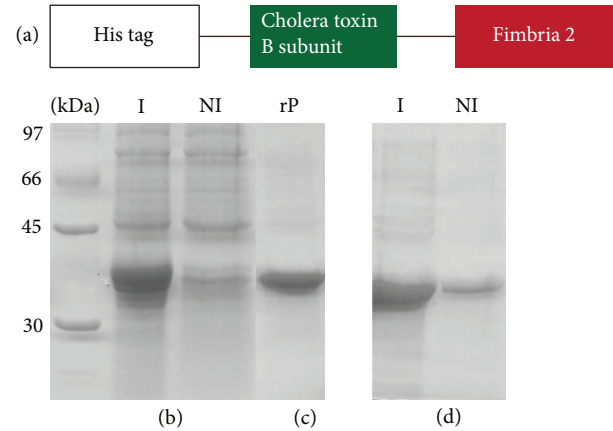 (a)
His tag
Cholera toxin
B subunit
Fimbria 2
(kDa)
I
NI
rP
I
NI
97
66
45
30
(b)
(c)
(d)